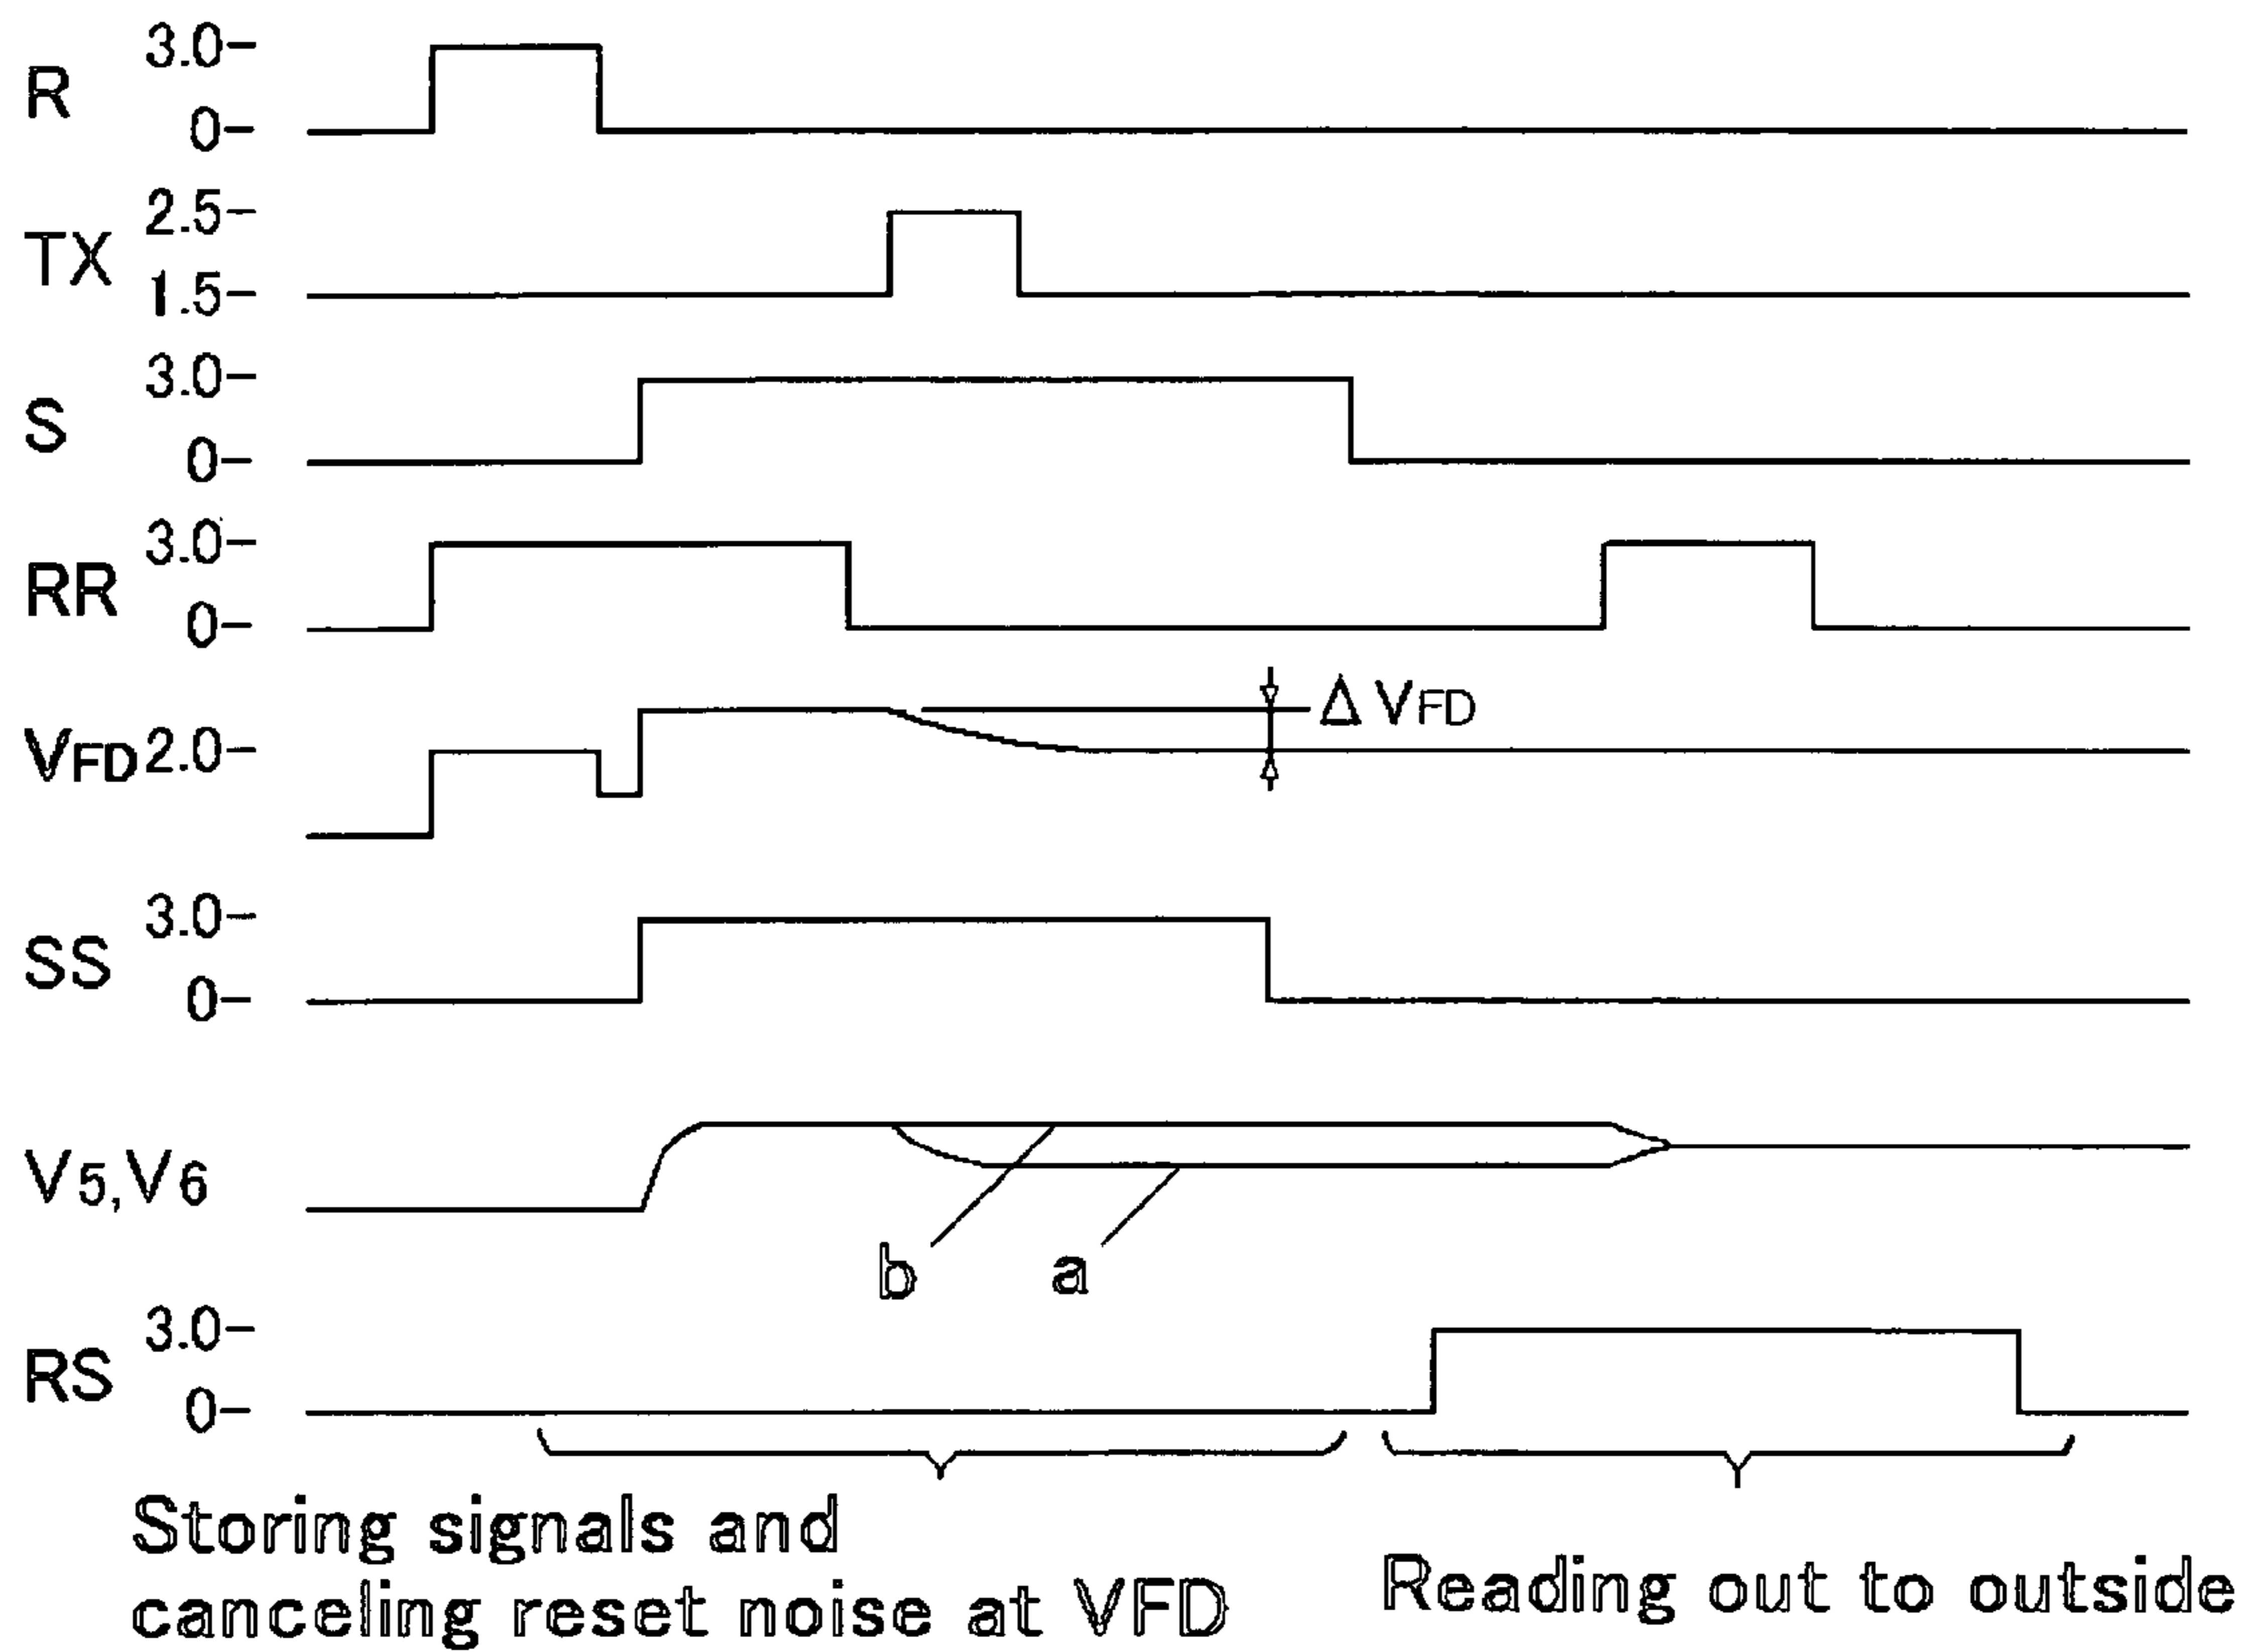 R 3.0
0
TX 2.5
1.5
S 3.0
0
RR 3.0
0
VFD 2.0
Δ VFD
SS 3.0
0
V5,V6
b a
RS 3.0
0
Storing signals and
canceling reset noise at VFD
Reading out to outside